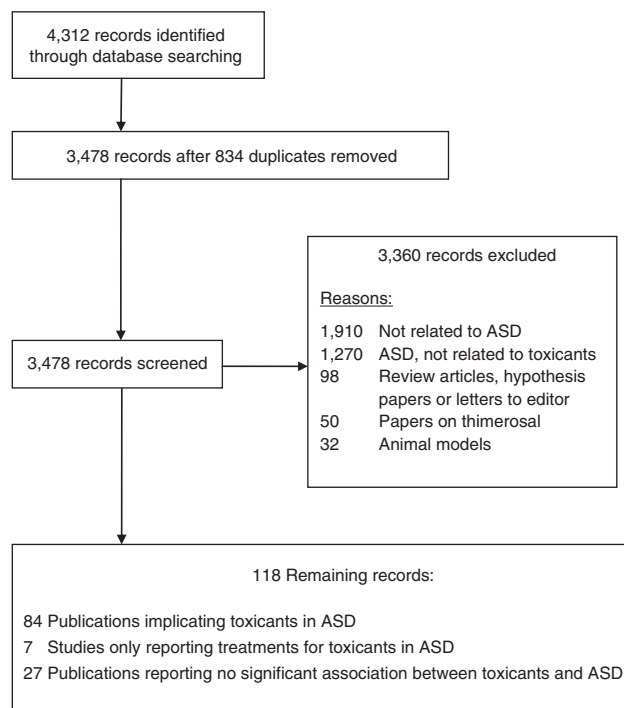 4,312 records identified
through database searching
3,478 records after 834 duplicates removed
3,360 records excluded
Reasons:
1,910 Not related to ASD
1,270 ASD, not related to toxicants
98 Review articles, hypothesis
papers or letters to editor
50 Papers on thimerosal
32 Animal models
3,478 records screened
118 Remaining records:
84 Publications implicating toxicants in ASD
7 Studies only reporting treatments for toxicants in ASD
27 Publications reporting no significant association between toxicants and ASD